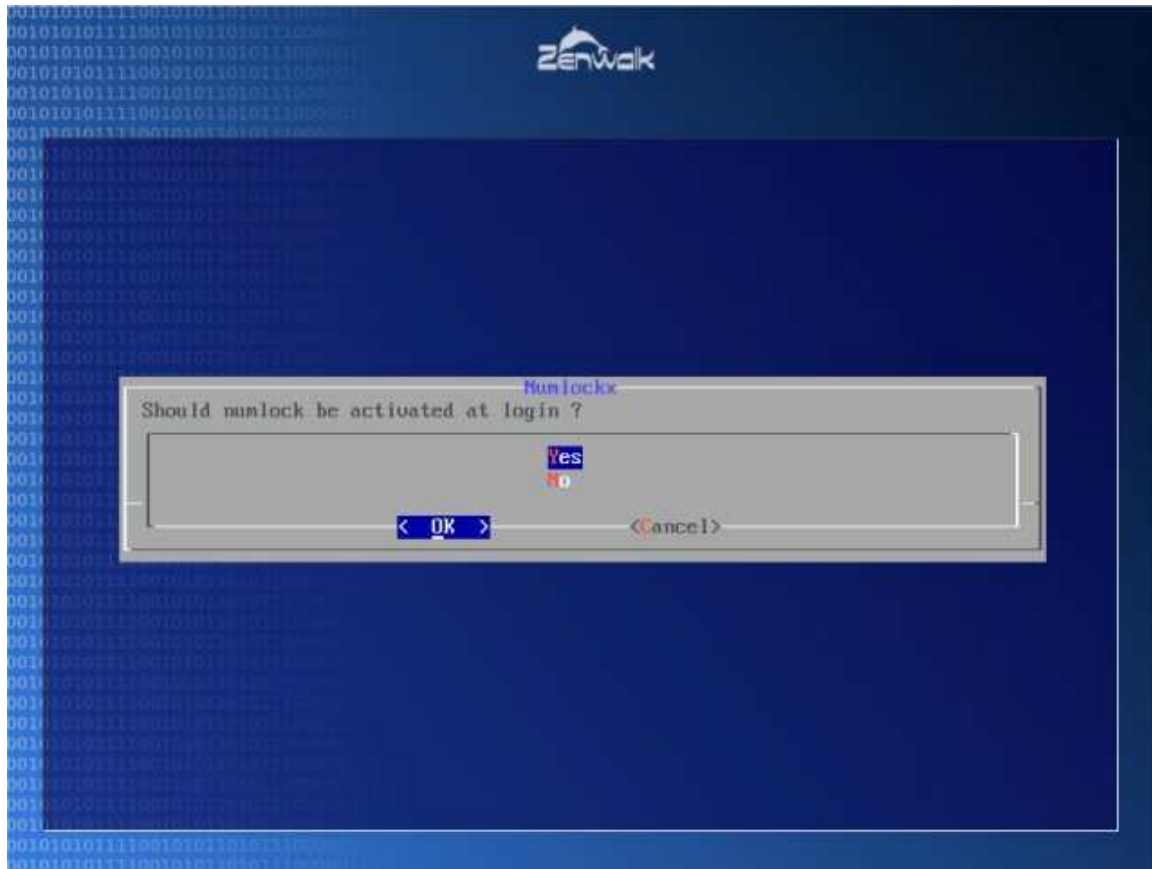 Zenwalk
Numlockx
Should numlock be activated at login ?
Yes
No
< OK > <Cancel>